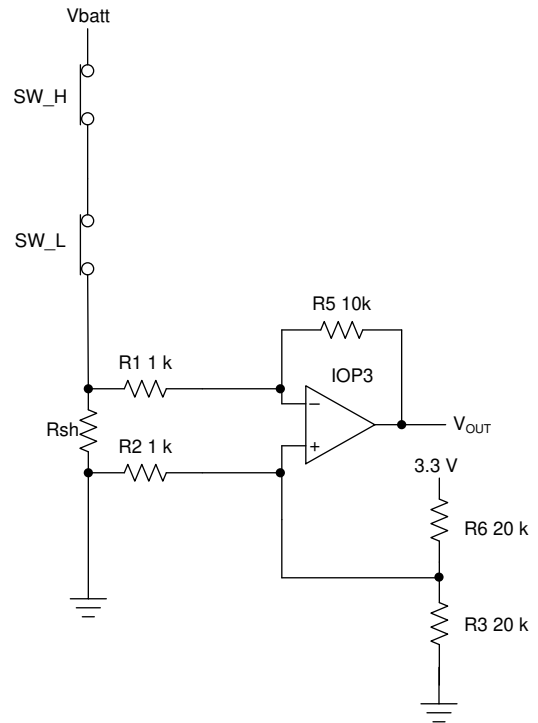 Vbatt
SW_H
SW_L
R5 10k
R1 1 k
IOP3
−
Rsh
R2 1 k
+
VOUT
3.3 V
R6 20 k
R3 20 k